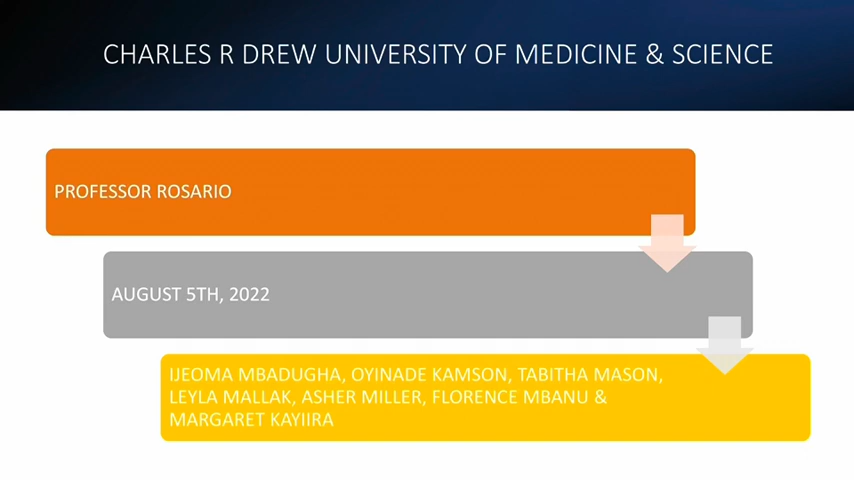 CHARLES R DREW UNIVERSITY OF MEDICINE & SCIENCE
PROFESSOR ROSARIO
AUGUST 5TH, 2022
IJEOMA MBADUGHA, OYINADE KAMSON, TABITHA MASON,
LEYLA MALLAK, ASHER MILLER, FLORENCE MBANU &
MARGARET KAYIIRA